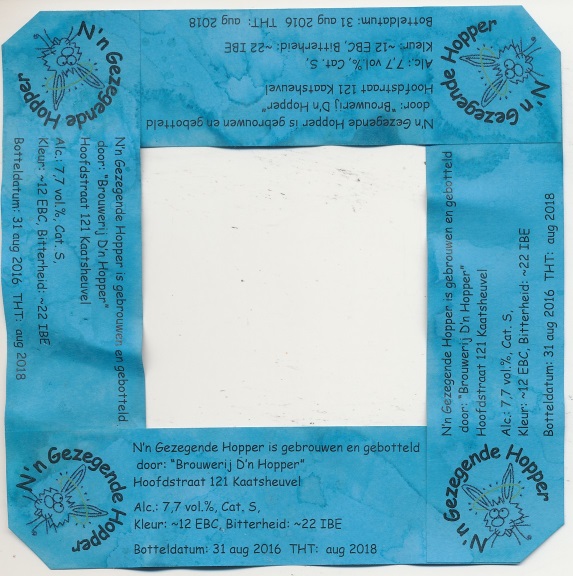 N'n Gezegende Hopper
N'n Gezegende Hopper is gebrouwen en gebotteld
door: "Brouwerij D'n Hopper"
Hoofdstraat 121 Kaatsheuvel
Alc.: 7,7 vol.%, Cat. S,
Kleur: ~12 EBC, Bitterheid: ~22 IBE
Botteldatum: 31 aug 2016 THT: aug 2018
N'n Gezegende Hopper
N'n Gezegende Hopper is gebrouwen en gebotteld
door: "Brouwerij D'n Hopper"
Hoofdstraat 121 Kaatsheuvel
Alc.: 7,7 vol.%, Cat. S,
Kleur: ~12 EBC, Bitterheid: ~22 IBE
Botteldatum: 31 aug 2016 THT: aug 2018
N'n Gezegende Hopper
N'n Gezegende Hopper is gebrouwen en gebotteld
door: "Brouwerij D'n Hopper"
Hoofdstraat 121 Kaatsheuvel
Alc.: 7,7 vol.%, Cat. S,
Kleur: ~12 EBC, Bitterheid: ~22 IBE
Botteldatum: 31 aug 2016 THT: aug 2018
N'n Gezegende Hopper
N'n Gezegende Hopper is gebrouwen en gebotteld
door: "Brouwerij D'n Hopper"
Hoofdstraat 121 Kaatsheuvel
Alc.: 7,7 vol.%, Cat. S,
Kleur: ~12 EBC, Bitterheid: ~22 IBE
Botteldatum: 31 aug 2016 THT: aug 2018